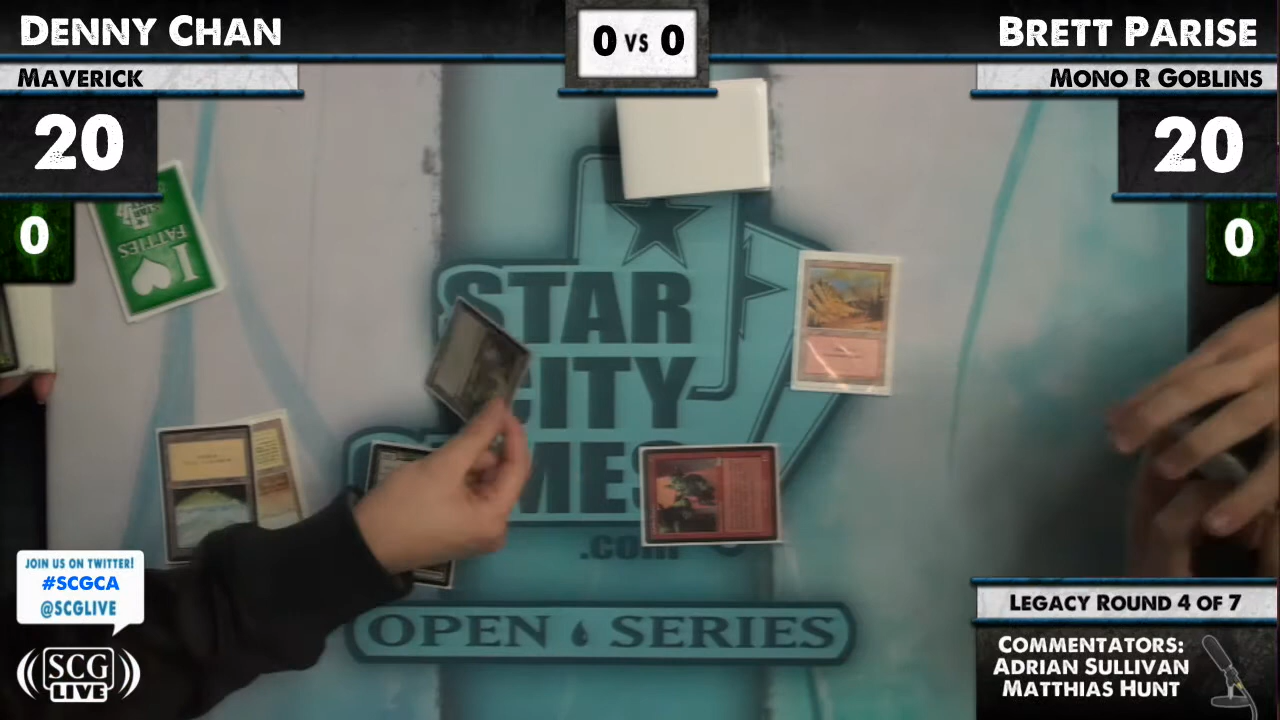 DENNY CHAN
0 VS 0
BRETT PARISE
MAVERICK
MONO R GOBLINS
20
20
0
0
I
FATTIES
STAR
CITY
.com
OPEN SERIES
JOIN US ON TWITTER!
#SCGCA
@SCGLIVE
SCG
LIVE
LEGACY ROUND 4 OF 7
COMMENTATORS:
ADRIAN SULLIVAN
MATTHIAS HUNT